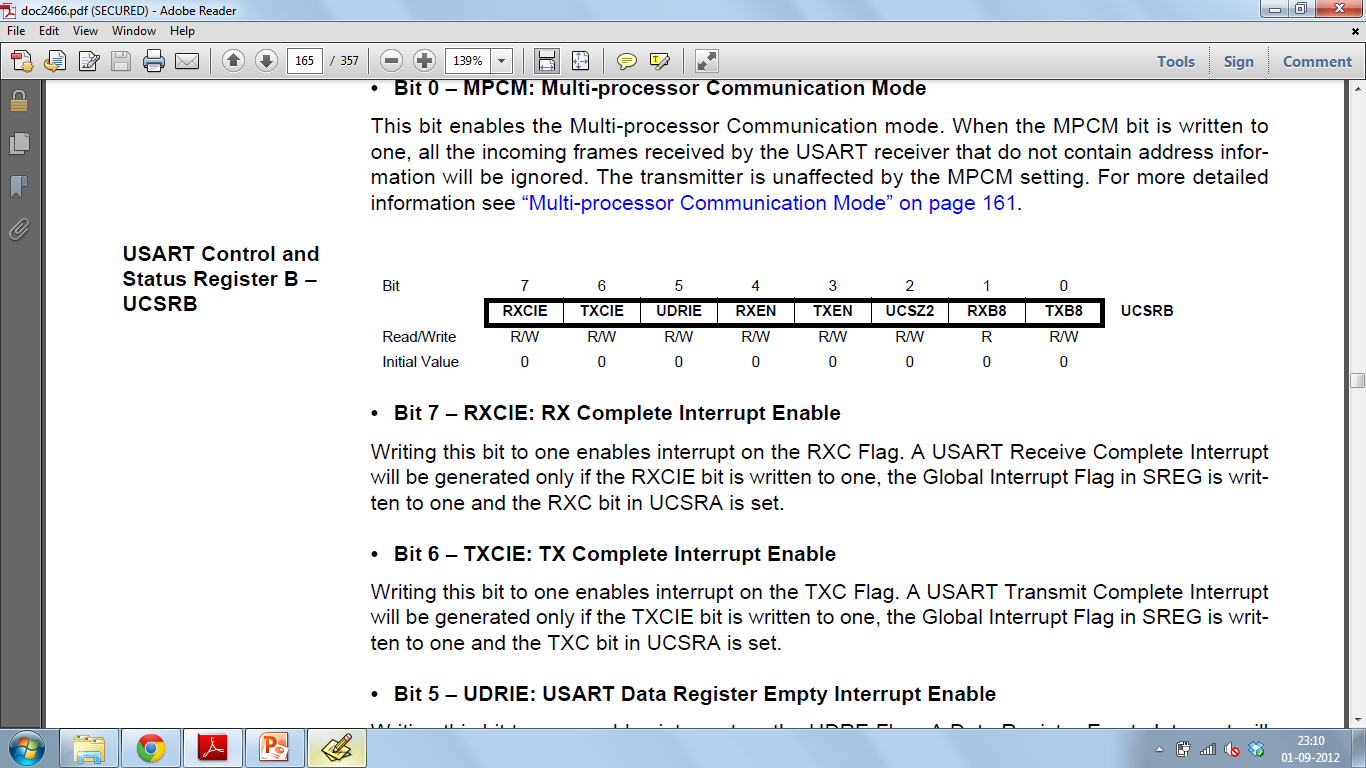 doc2466.pdf (SECURED) - Adobe Reader
File Edit View Window Help
165 / 357 139% Tools Sign Comment
• Bit 0 – MPCM: Multi-processor Communication Mode
This bit enables the Multi-processor Communication mode. When the MPCM bit is written to
one, all the incoming frames received by the USART receiver that do not contain address infor-
mation will be ignored. The transmitter is unaffected by the MPCM setting. For more detailed
information see “Multi-processor Communication Mode” on page 161.
USART Control and
Status Register B –
UCSRB
Bit 7 6 5 4 3 2 1 0
RXCIE TXCIE UDRIE RXEN TXEN UCSZ2 RXB8 TXB8 UCSRB
Read/Write R/W R/W R/W R/W R/W R/W R R/W
Initial Value 0 0 0 0 0 0 0 0
• Bit 7 – RXCIE: RX Complete Interrupt Enable
Writing this bit to one enables interrupt on the RXC Flag. A USART Receive Complete Interrupt
will be generated only if the RXCIE bit is written to one, the Global Interrupt Flag in SREG is writ-
ten to one and the RXC bit in UCSRA is set.
• Bit 6 – TXCIE: TX Complete Interrupt Enable
Writing this bit to one enables interrupt on the TXC Flag. A USART Transmit Complete Interrupt
will be generated only if the TXCIE bit is written to one, the Global Interrupt Flag in SREG is writ-
ten to one and the TXC bit in UCSRA is set.
• Bit 5 – UDRIE: USART Data Register Empty Interrupt Enable
23:10
01-09-2012